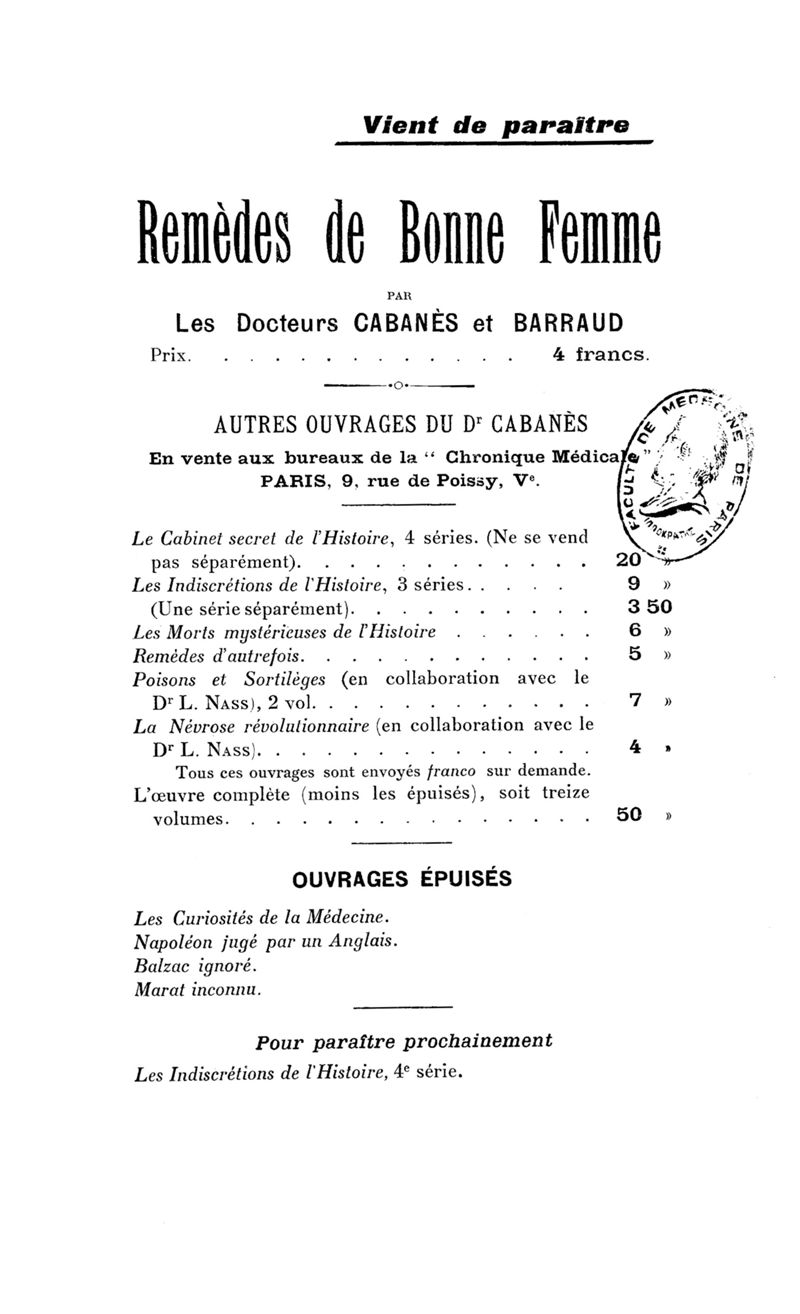 Vient de paraître
Remèdes de Bonne Femme
PAR
Les Docteurs CABANÈS et BARRAUD
Prix. . . . . . . . . . . . . 4 francs.
AUTRES OUVRAGES DU Dr CABANÈS
En vente aux bureaux de la “ Chronique Médicale ”
PARIS, 9, rue de Poissy, Ve.
FACULTÉ DE MEDECINE DE PARIS
Le Cabinet secret de l'Histoire, 4 séries. (Ne se vend
pas séparément). . . . . . . . . . . . 20 »
Les Indiscrétions de l'Histoire, 3 séries. . . . . 9 »
(Une série séparément). . . . . . . . . . 3 50
Les Morts mystérieuses de l'Histoire . . . . . . 6 »
Remèdes d'autrefois. . . . . . . . . . . . 5 »
Poisons et Sortilèges (en collaboration avec le
Dr L. NASS), 2 vol. . . . . . . . . . . . 7 »
La Névrose révolutionnaire (en collaboration avec le
Dr L. NASS). . . . . . . . . . . . . . 4 »
Tous ces ouvrages sont envoyés franco sur demande.
L'œuvre complète (moins les épuisés), soit treize
volumes. . . . . . . . . . . . . . . 50 »
OUVRAGES ÉPUISÉS
Les Curiosités de la Médecine.
Napoléon jugé par un Anglais.
Balzac ignoré.
Marat inconnu.
Pour paraître prochainement
Les Indiscrétions de l'Histoire, 4e série.